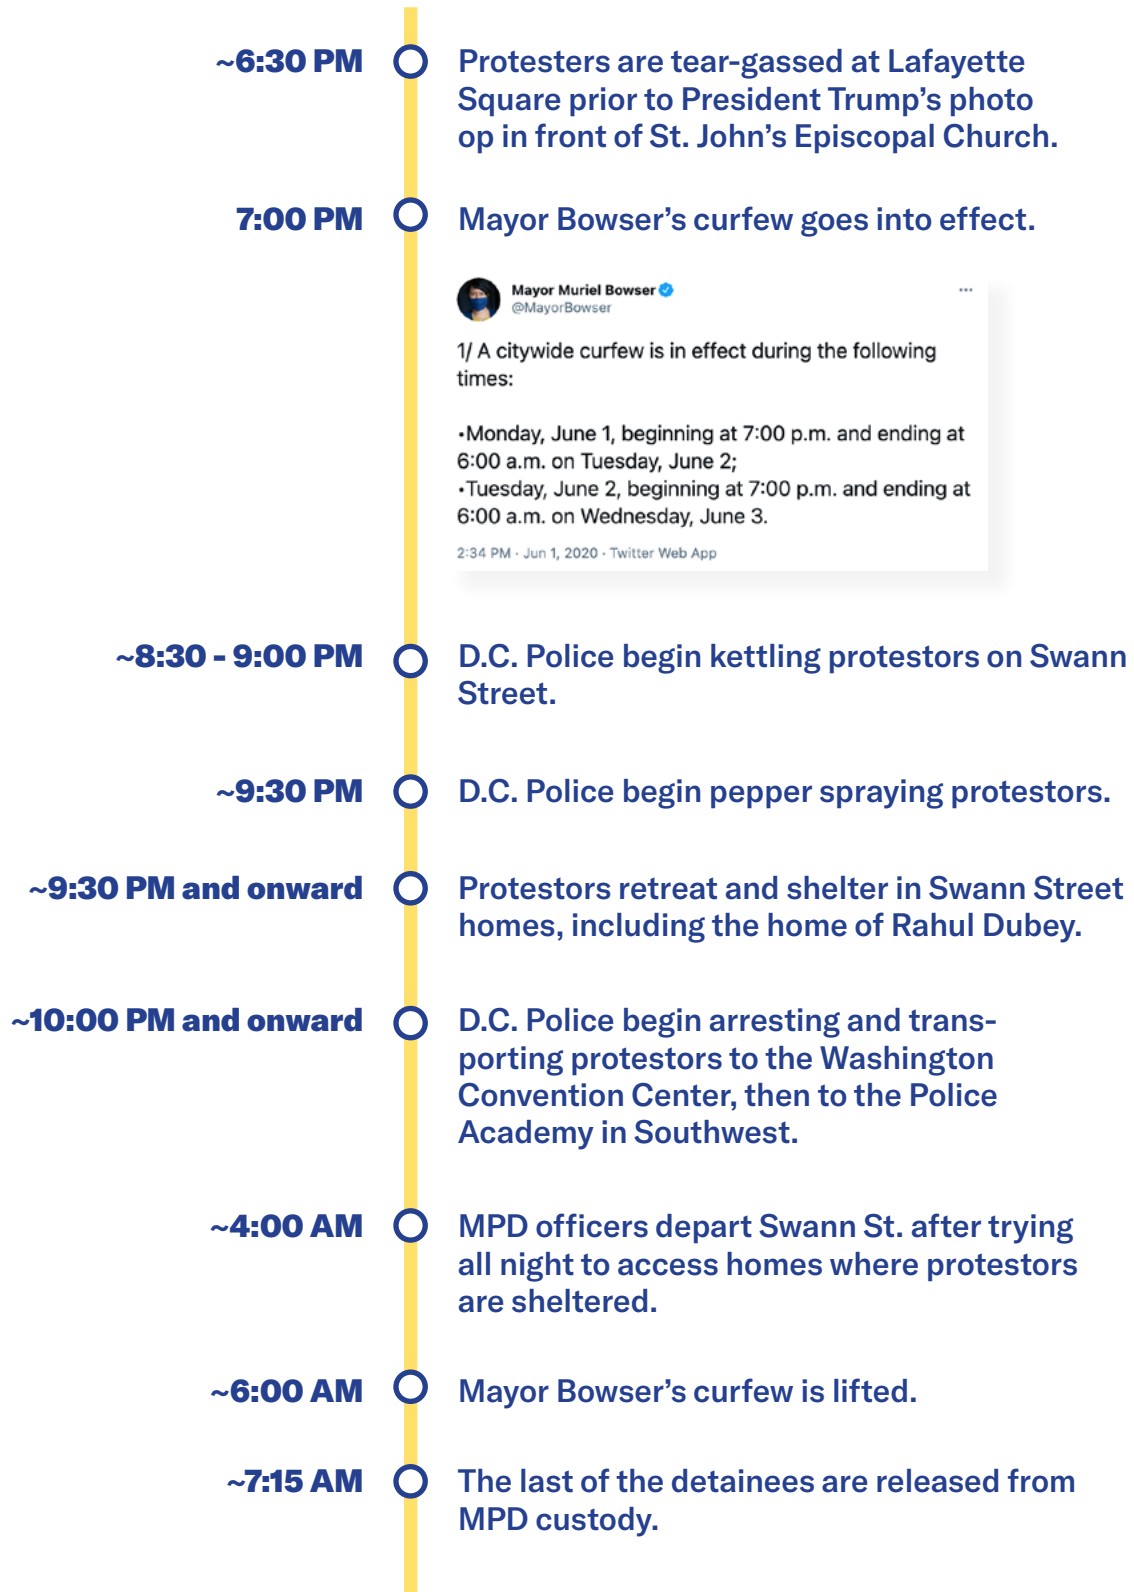 ~6:30 PM
Protesters are tear-gassed at Lafayette
Square prior to President Trump’s photo
op in front of St. John’s Episcopal Church.
7:00 PM
Mayor Bowser’s curfew goes into effect.
Mayor Muriel Bowser
@MayorBowser
1/ A citywide curfew is in effect during the following
times:
•Monday, June 1, beginning at 7:00 p.m. and ending at
6:00 a.m. on Tuesday, June 2;
•Tuesday, June 2, beginning at 7:00 p.m. and ending at
6:00 a.m. on Wednesday, June 3.
2:34 PM · Jun 1, 2020 · Twitter Web App
~8:30 - 9:00 PM
D.C. Police begin kettling protestors on Swann
Street.
~9:30 PM
D.C. Police begin pepper spraying protestors.
~9:30 PM and onward
Protestors retreat and shelter in Swann Street
homes, including the home of Rahul Dubey.
~10:00 PM and onward
D.C. Police begin arresting and trans-
porting protestors to the Washington
Convention Center, then to the Police
Academy in Southwest.
~4:00 AM
MPD officers depart Swann St. after trying
all night to access homes where protestors
are sheltered.
~6:00 AM
Mayor Bowser’s curfew is lifted.
~7:15 AM
The last of the detainees are released from
MPD custody.